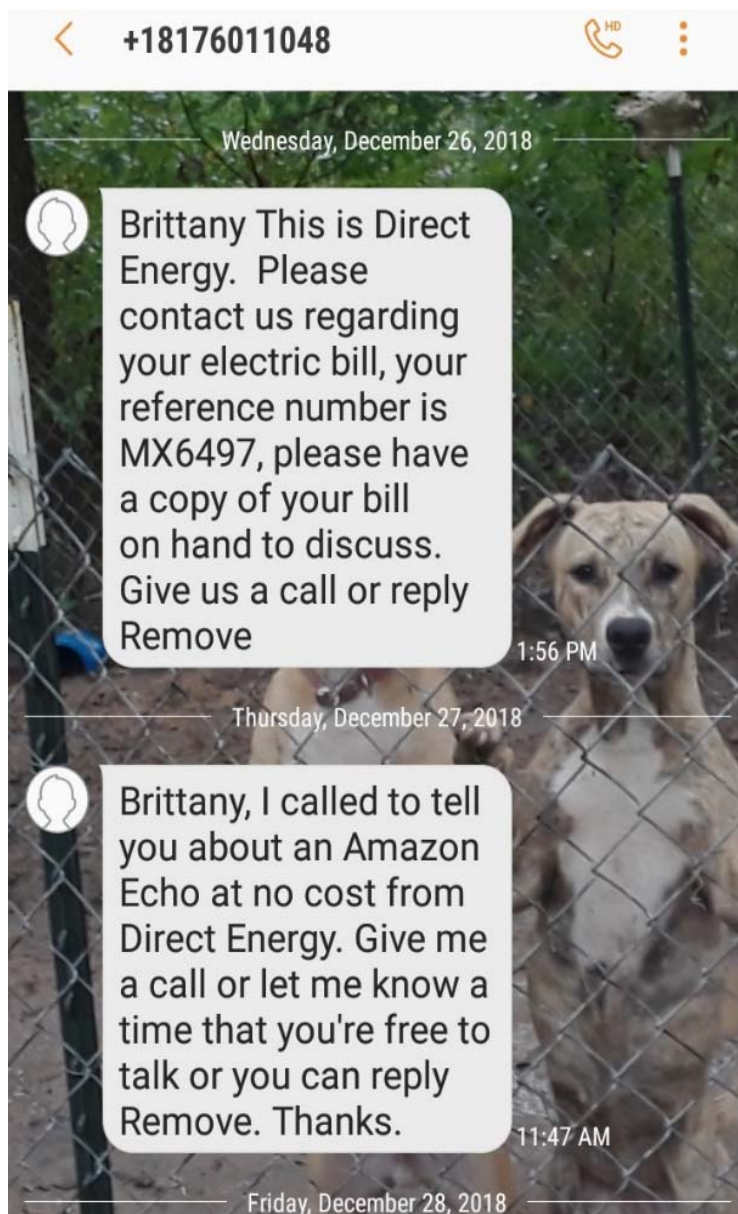 +18176011048
HD
Wednesday, December 26, 2018
Brittany This is Direct
Energy.  Please
contact us regarding
your electric bill, your
reference number is
MX6497, please have
a copy of your bill
on hand to discuss.
Give us a call or reply
Remove
1:56 PM
Thursday, December 27, 2018
Brittany, I called to tell
you about an Amazon
Echo at no cost from
Direct Energy. Give me
a call or let me know a
time that you're free to
talk or you can reply
Remove. Thanks.
11:47 AM
Friday, December 28, 2018